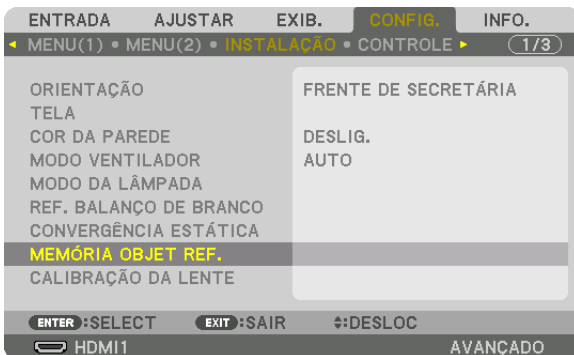 ENTRADA AJUSTAR EXIB. CONFIG. INFO.
MENU(1) • MENU(2) • INSTALAÇÃO • CONTROLE 1/3
ORIENTAÇÃO FRENTE DE SECRETÁRIA
TELA
COR DA PAREDE DESLIG.
MODO VENTILADOR AUTO
MODO DA LÂMPADA
REF. BALANÇO DE BRANCO
CONVERGÊNCIA ESTÁTICA
MEMÓRIA OBJET REF.
CALIBRAÇÃO DA LENTE
ENTER :SELECT EXIT :SAIR :DESLOC
HDMI1 AVANÇADO